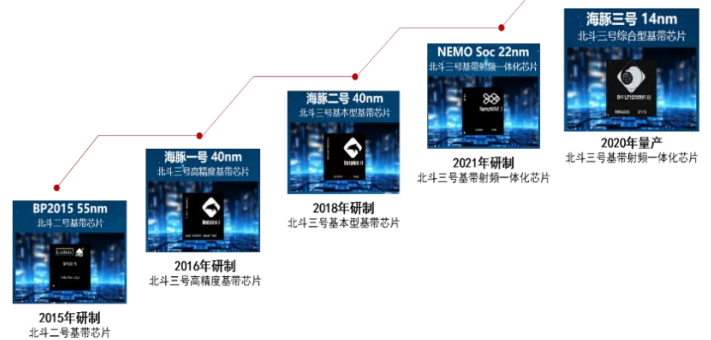 BP2015 55nm
北斗二号基带芯片
2015年研制
北斗二号基带芯片
海豚一号 40nm
北斗三号高精度基带芯片
2016年研制
北斗三号高精度基带芯片
海豚二号 40nm
北斗三号基本型基带芯片
Dolphin II
2018年研制
北斗三号基本型基带芯片
NEMO Soc 22nm
北斗三号基带射频一体化芯片
2021年研制
北斗三号基带射频一体化芯片
海豚三号 14nm
北斗三号综合型基带芯片
2020年量产
北斗三号基带射频一体化芯片